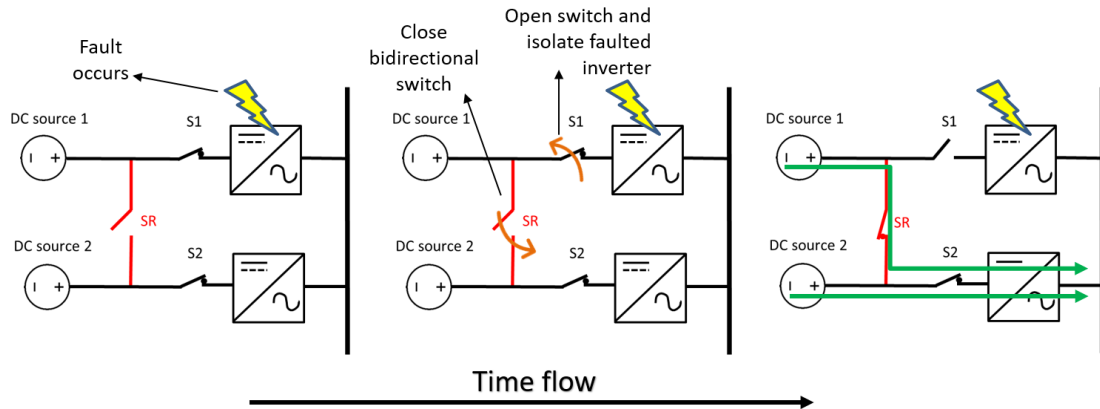 Fault
occurs
DC source 1
S1
SR
DC source 2
S2
Close
bidirectional
switch
Open switch and
isolate faulted
inverter
DC source 1
S1
SR
DC source 2
S2
DC source 1
S1
SR
DC source 2
S2
Time flow